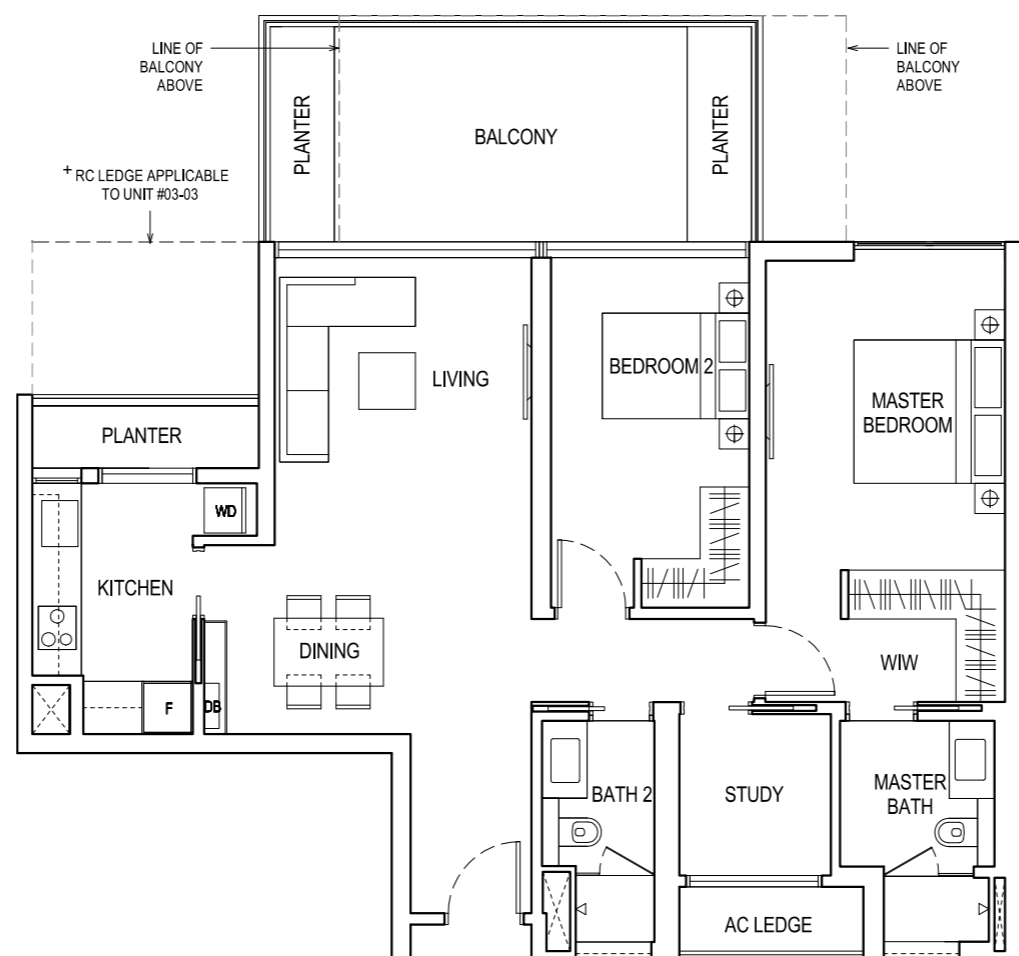 LINE OF
BALCONY
ABOVE
LINE OF
BALCONY
ABOVE
PLANTER
BALCONY
PLANTER
+ RC LEDGE APPLICABLE
TO UNIT #03-03
LIVING
BEDROOM 2
MASTER
BEDROOM
PLANTER
WD
KITCHEN
DINING
WIW
F
DB
BATH 2
STUDY
MASTER
BATH
AC LEDGE